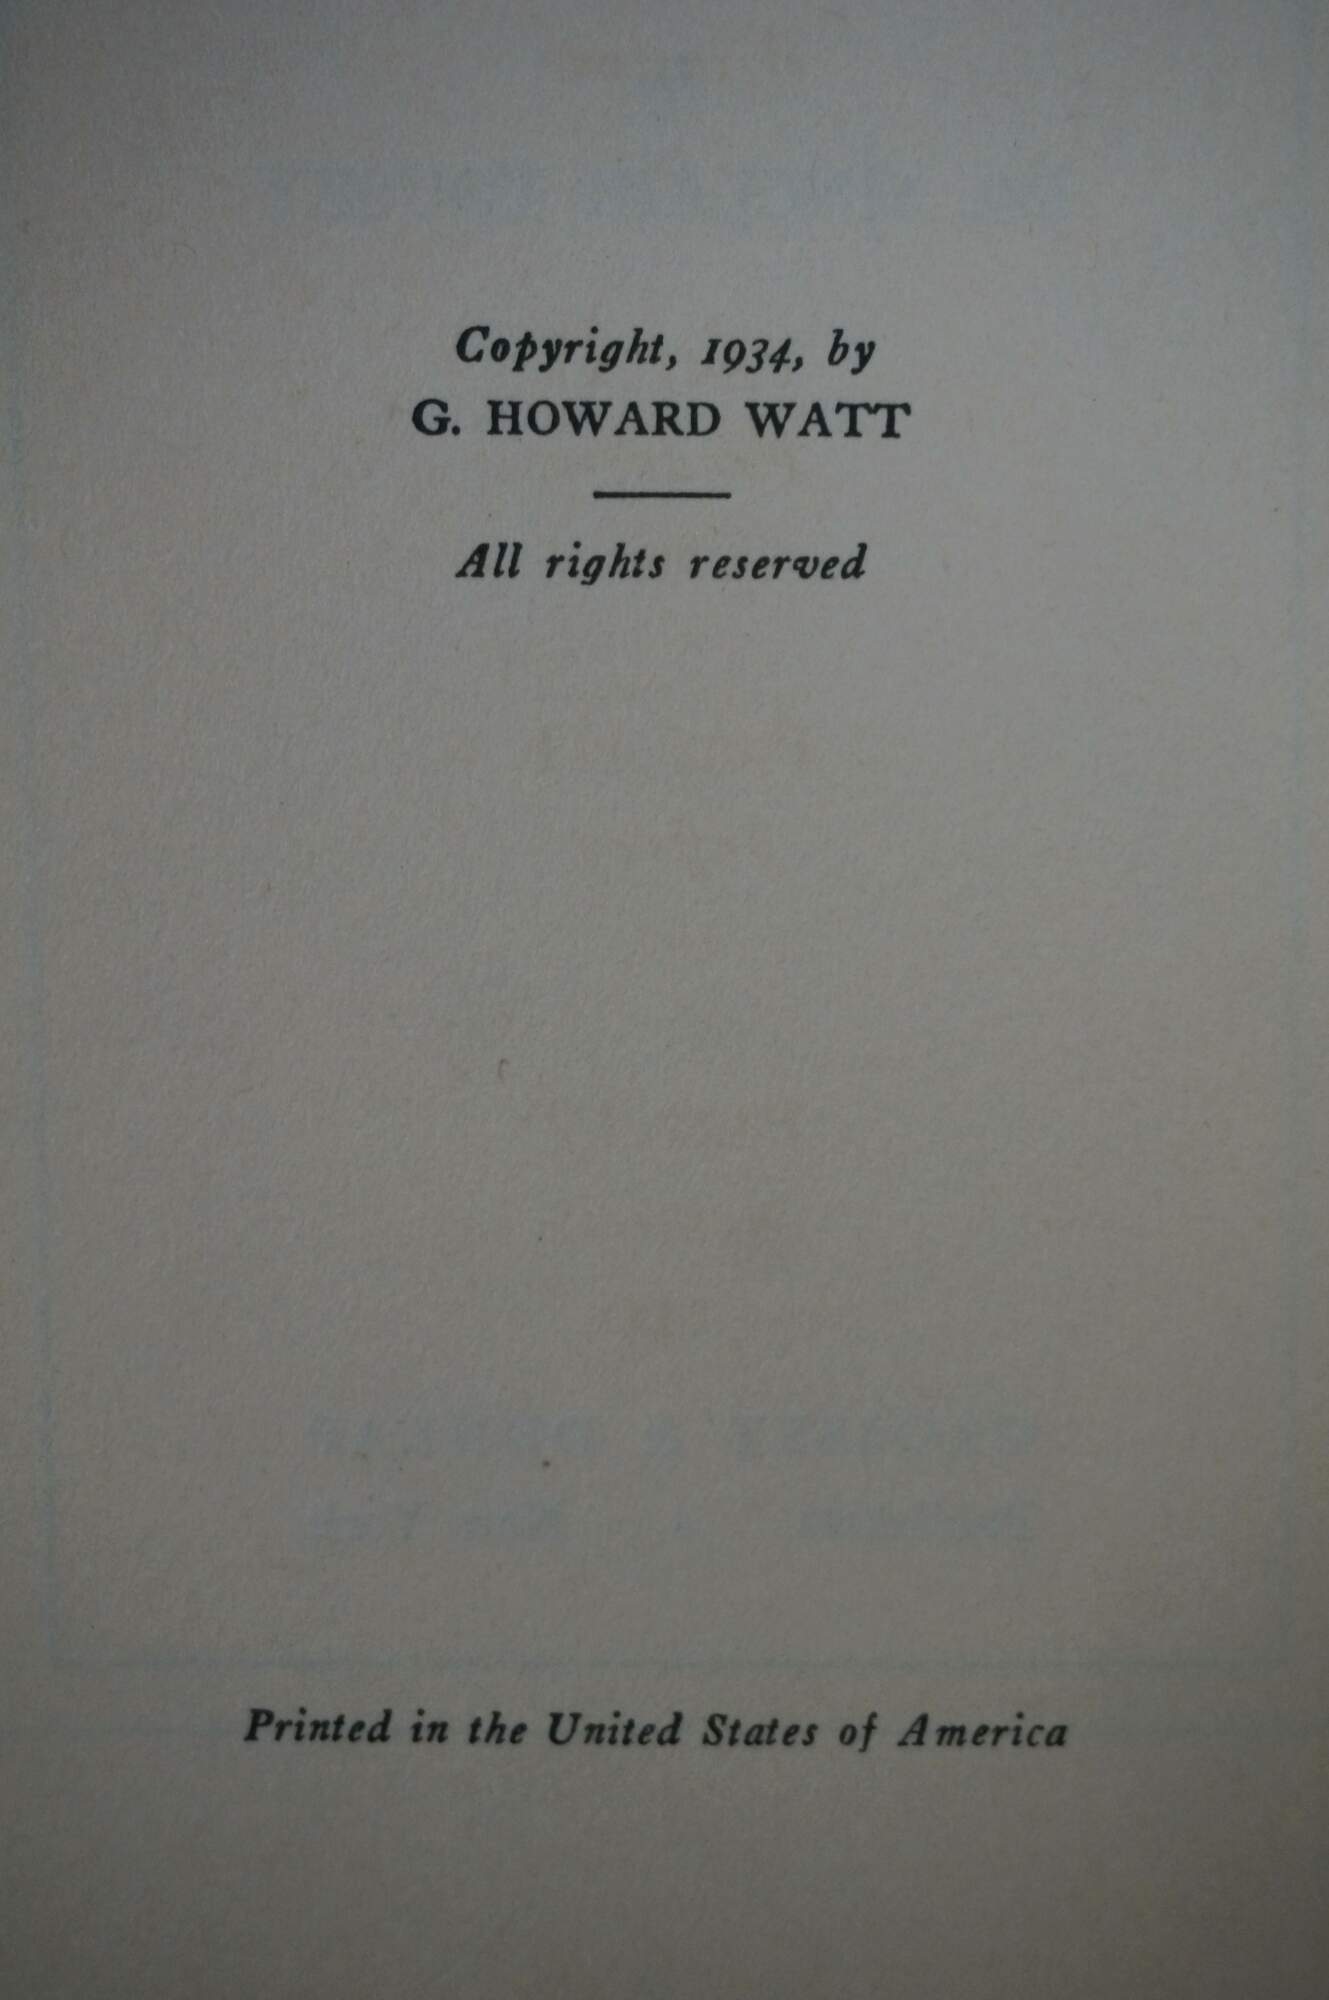 Copyright, 1934, by
G. HOWARD WATT
All rights reserved
Printed in the United States of America